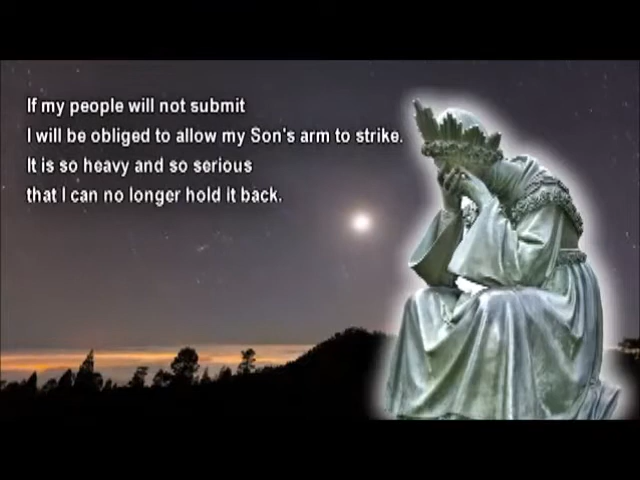 If my people will not submit
I will be obliged to allow my Son's arm to strike.
It is so heavy and so serious
that I can no longer hold it back.